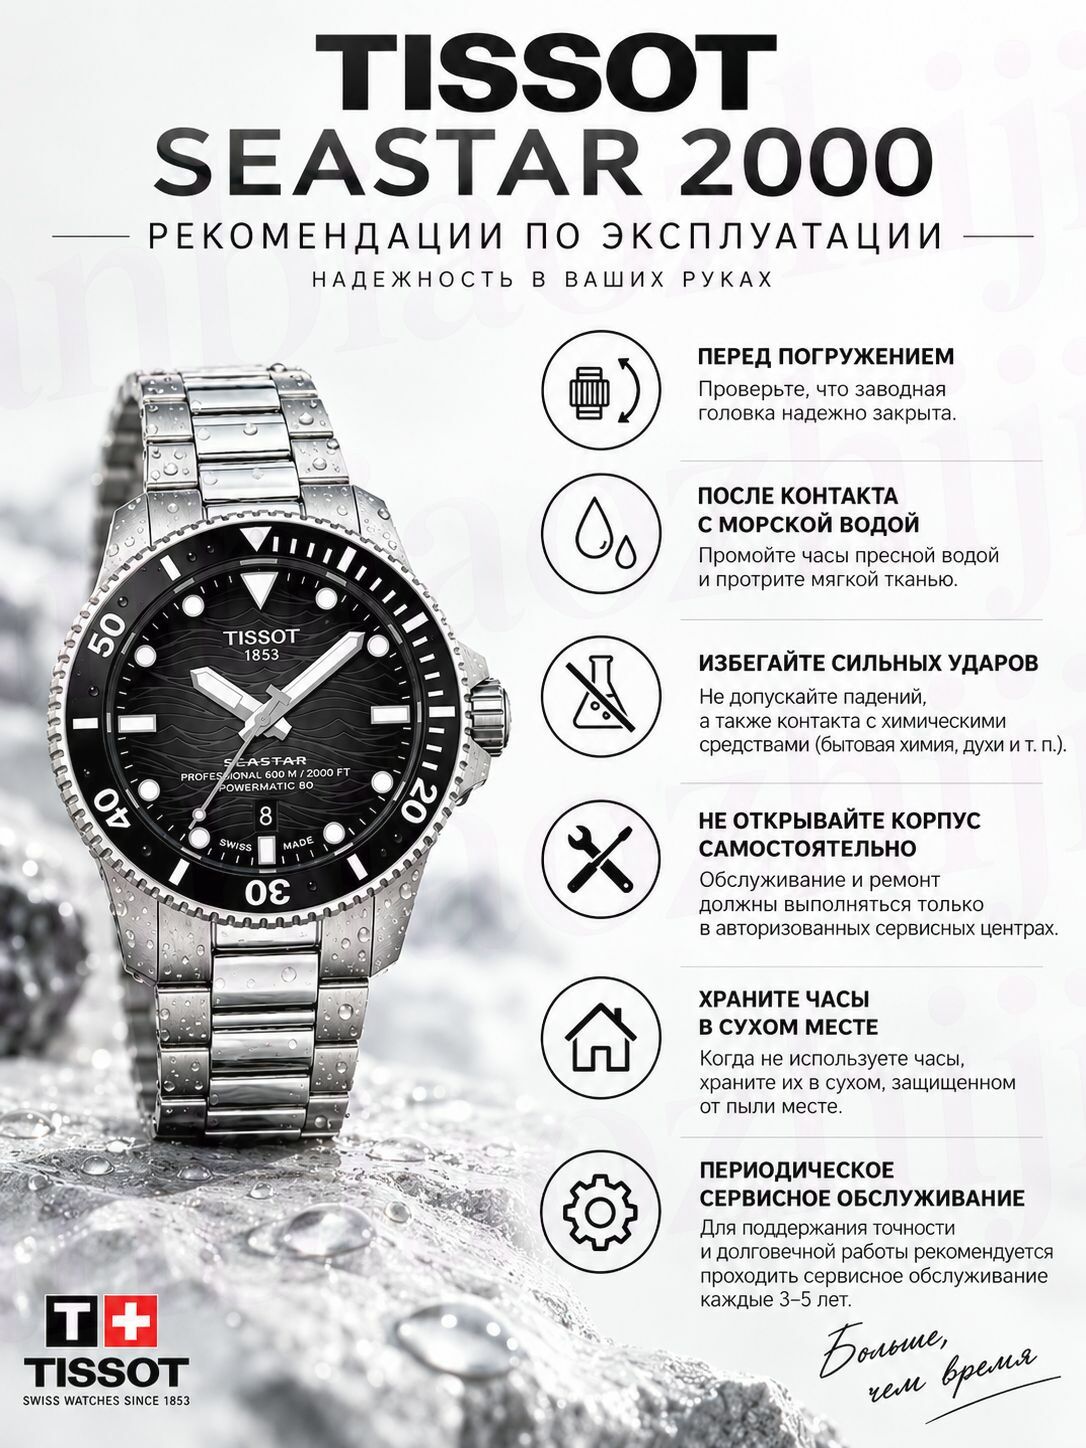 TISSOT
SEASTAR 2000
РЕКОМЕНДАЦИИ ПО ЭКСПЛУАТАЦИИ
НАДЕЖНОСТЬ В ВАШИХ РУКАХ
ПЕРЕД ПОГРУЖЕНИЕМ
Проверьте, что заводная
головка надежно закрыта.
ПОСЛЕ КОНТАКТА
С МОРСКОЙ ВОДОЙ
Промойте часы пресной водой
и протрите мягкой тканью.
ИЗБЕГАЙТЕ СИЛЬНЫХ УДАРОВ
Не допускайте падений,
а также контакта с химическими
средствами (бытовая химия, духи и т. п.).
НЕ ОТКРЫВАЙТЕ КОРПУС
САМОСТОЯТЕЛЬНО
Обслуживание и ремонт
должны выполняться только
в авторизованных сервисных центрах.
ХРАНИТЕ ЧАСЫ
В СУХОМ МЕСТЕ
Когда не используете часы,
храните их в сухом, защищенном
от пыли месте.
ПЕРИОДИЧЕСКОЕ
СЕРВИСНОЕ ОБСЛУЖИВАНИЕ
Для поддержания точности
и долговечной работы рекомендуется
проходить сервисное обслуживание
каждые 3–5 лет.
Больше,
чем время
50
40
30
20
TISSOT
1853
SEASTAR
PROFESSIONAL 600 M / 2000 FT
POWERMATIC 80
8
SWISS MADE
T+
TISSOT
SWISS WATCHES SINCE 1853